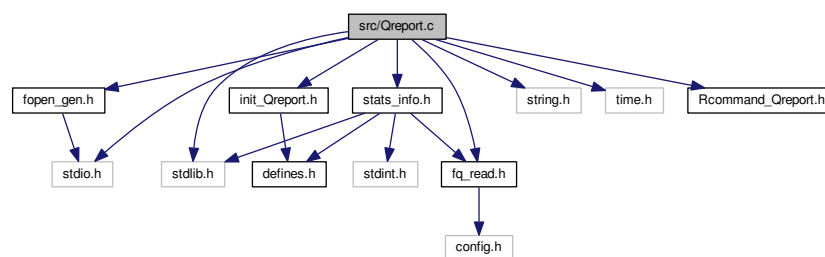 src/Qreport.c
fopen_gen.h
init_Qreport.h
stats_info.h
string.h
time.h
Rcommand_Qreport.h
stdio.h
stdlib.h
defines.h
stdint.h
fq_read.h
config.h